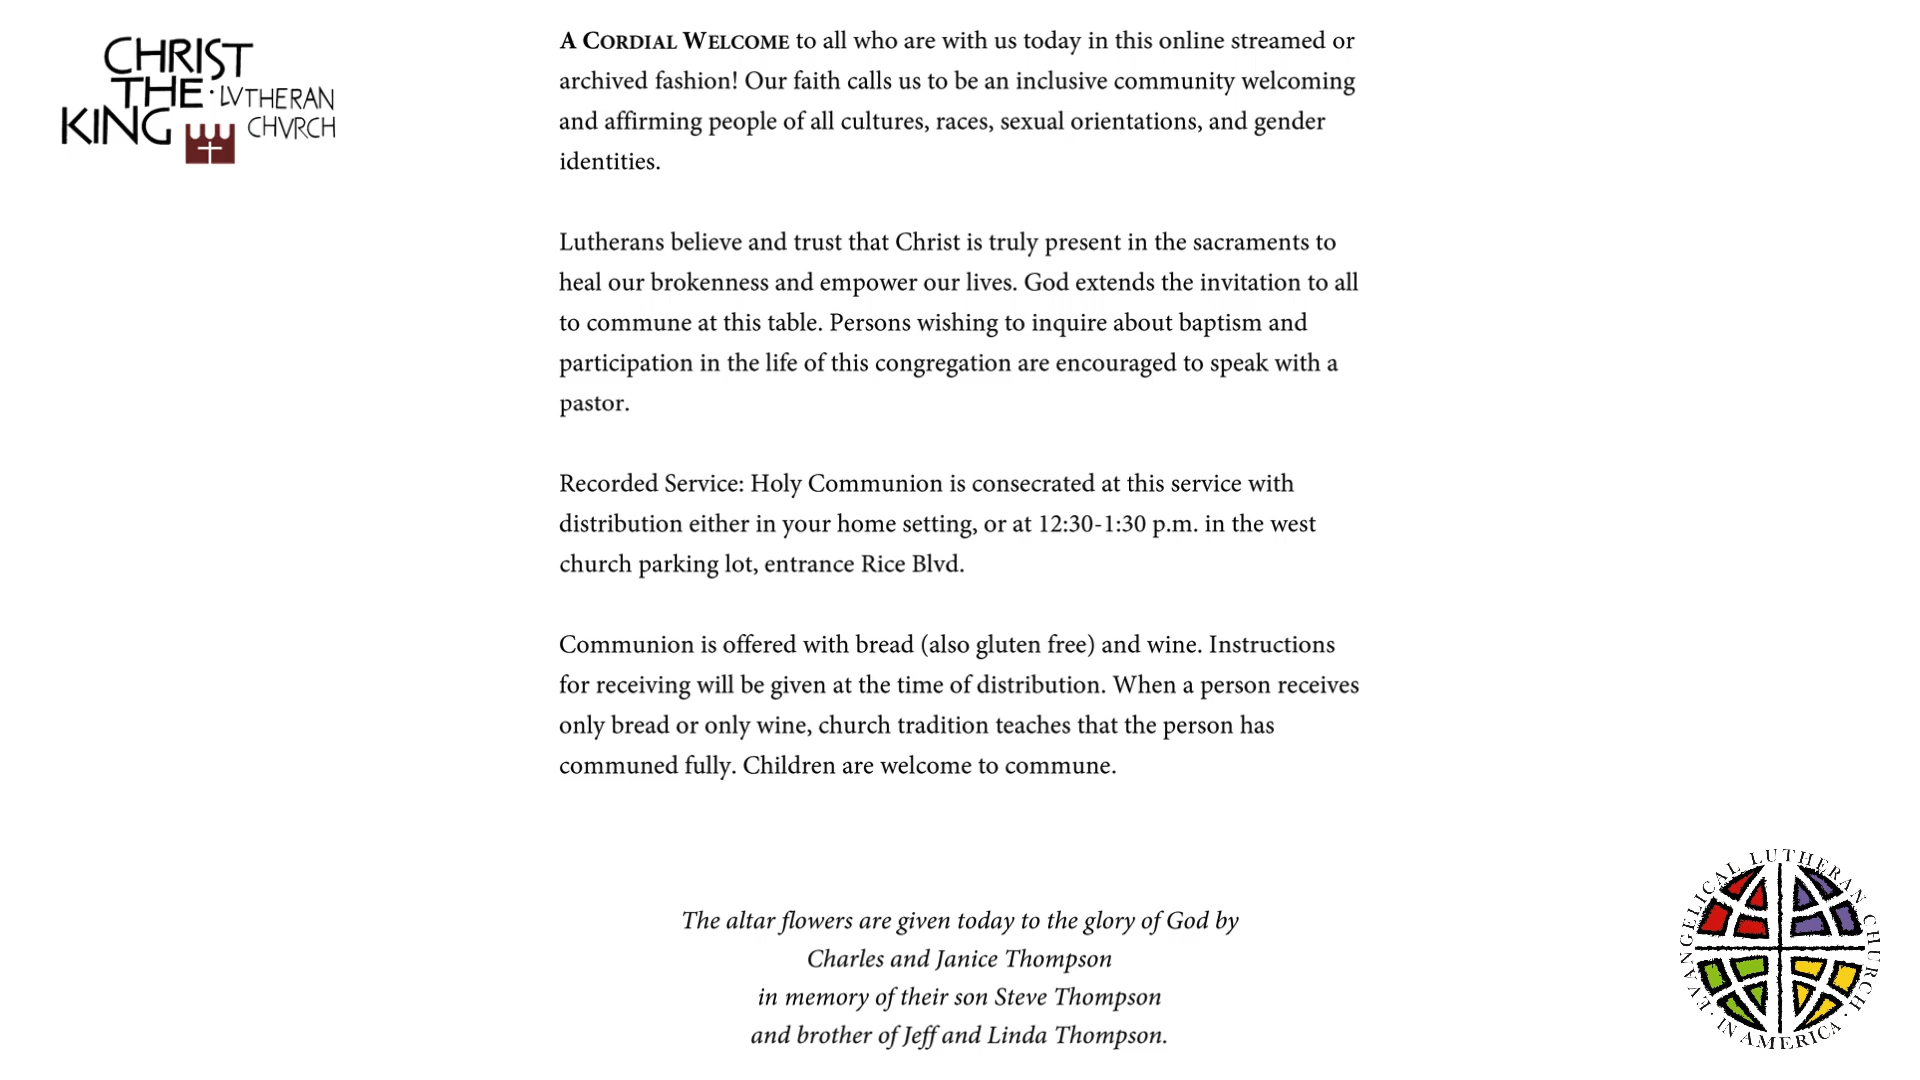 CHRIST
THE · LVTHERAN
KING CHVRCH
A CORDIAL WELCOME to all who are with us today in this online streamed or
archived fashion! Our faith calls us to be an inclusive community welcoming
and affirming people of all cultures, races, sexual orientations, and gender
identities.
Lutherans believe and trust that Christ is truly present in the sacraments to
heal our brokenness and empower our lives. God extends the invitation to all
to commune at this table. Persons wishing to inquire about baptism and
participation in the life of this congregation are encouraged to speak with a
pastor.
Recorded Service: Holy Communion is consecrated at this service with
distribution either in your home setting, or at 12:30-1:30 p.m. in the west
church parking lot, entrance Rice Blvd.
Communion is offered with bread (also gluten free) and wine. Instructions
for receiving will be given at the time of distribution. When a person receives
only bread or only wine, church tradition teaches that the person has
communed fully. Children are welcome to commune.
The altar flowers are given today to the glory of God by
Charles and Janice Thompson
in memory of their son Steve Thompson
and brother of Jeff and Linda Thompson.
EVANGELICAL LUTHERAN CHURCH · IN AMERICA ·